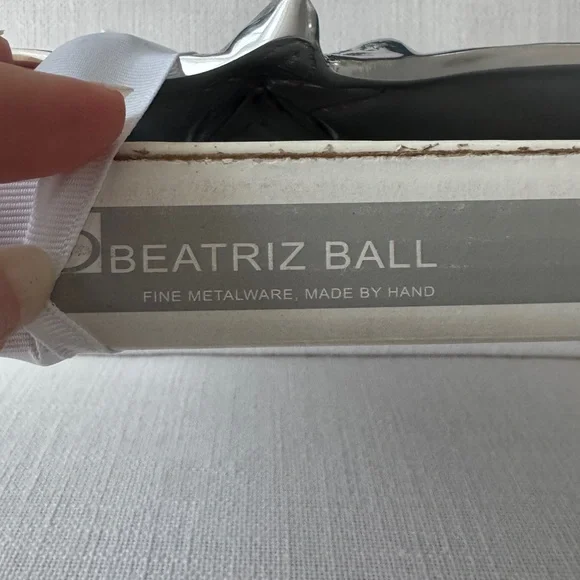 BEATRIZ BALL
FINE METALWARE, MADE BY HAND